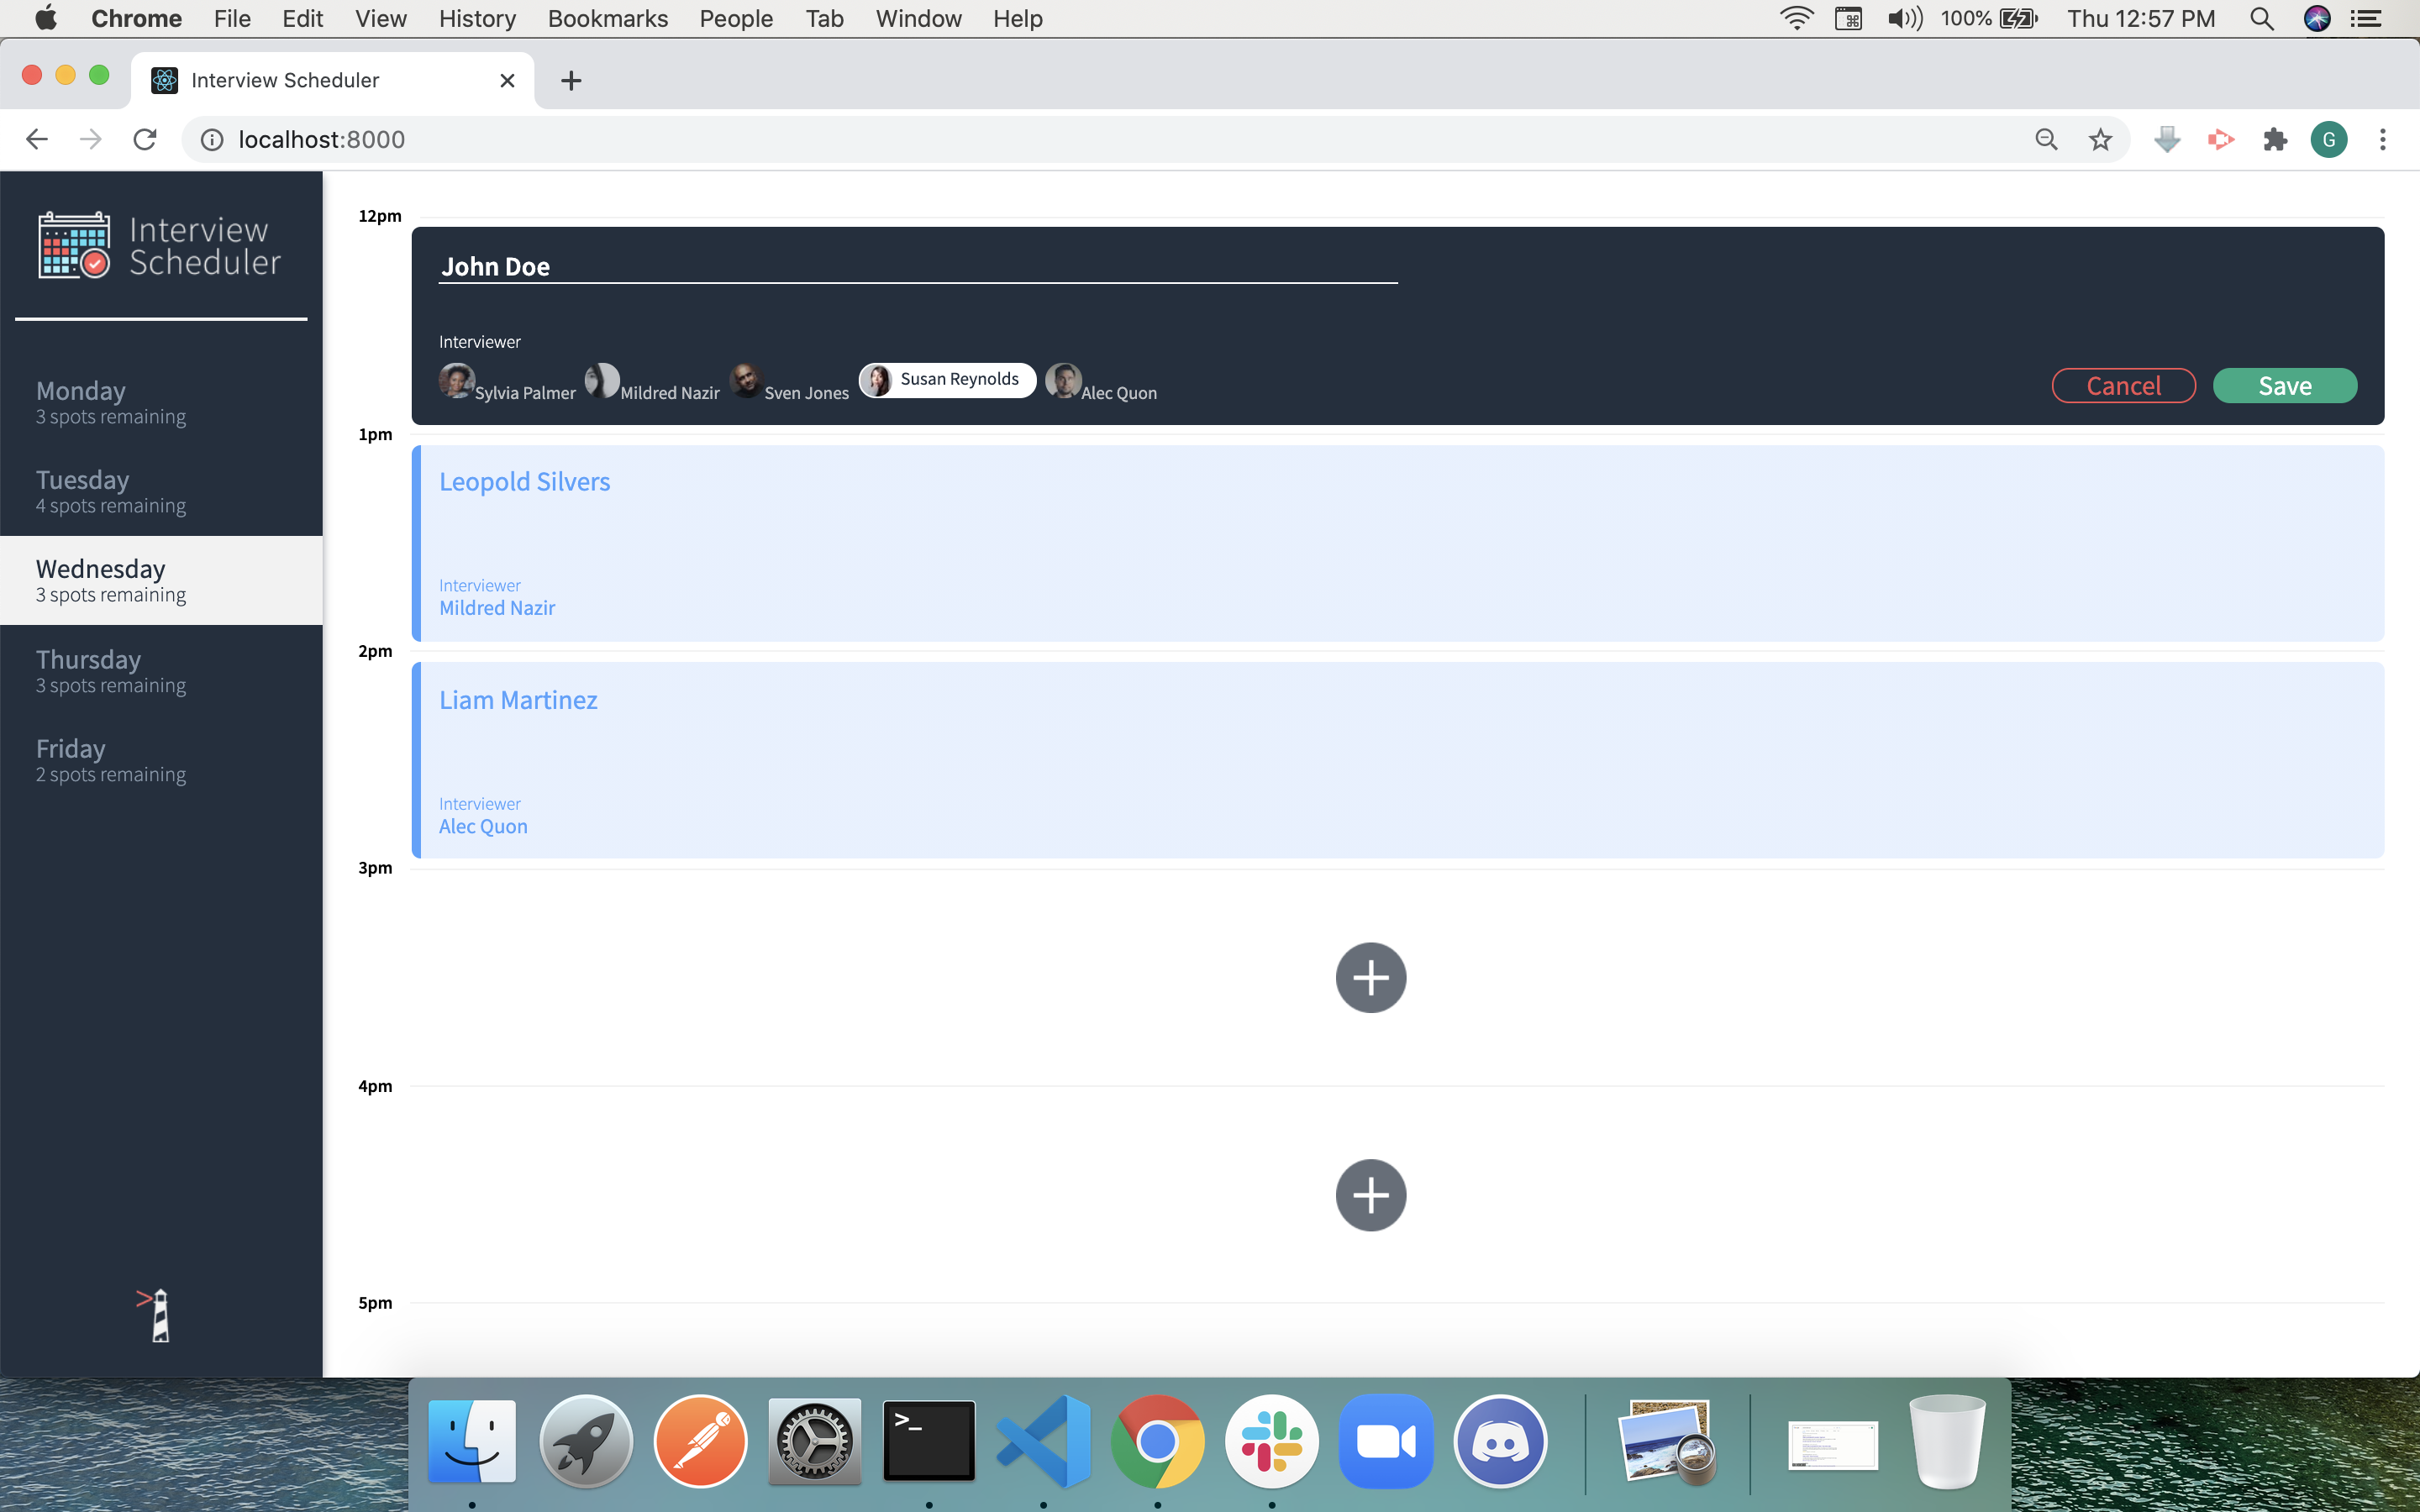 Chrome File Edit View History Bookmarks People Tab Window Help 100% Thu 12:57 PM
Interview Scheduler
localhost:8000 G
Interview
Scheduler
Monday
3 spots remaining
Tuesday
4 spots remaining
Wednesday
3 spots remaining
Thursday
3 spots remaining
Friday
2 spots remaining
12pm
John Doe
Interviewer
Sylvia Palmer Mildred Nazir Sven Jones Susan Reynolds Alec Quon Cancel Save
1pm
Leopold Silvers
Interviewer
Mildred Nazir
2pm
Liam Martinez
Interviewer
Alec Quon
3pm
4pm
5pm